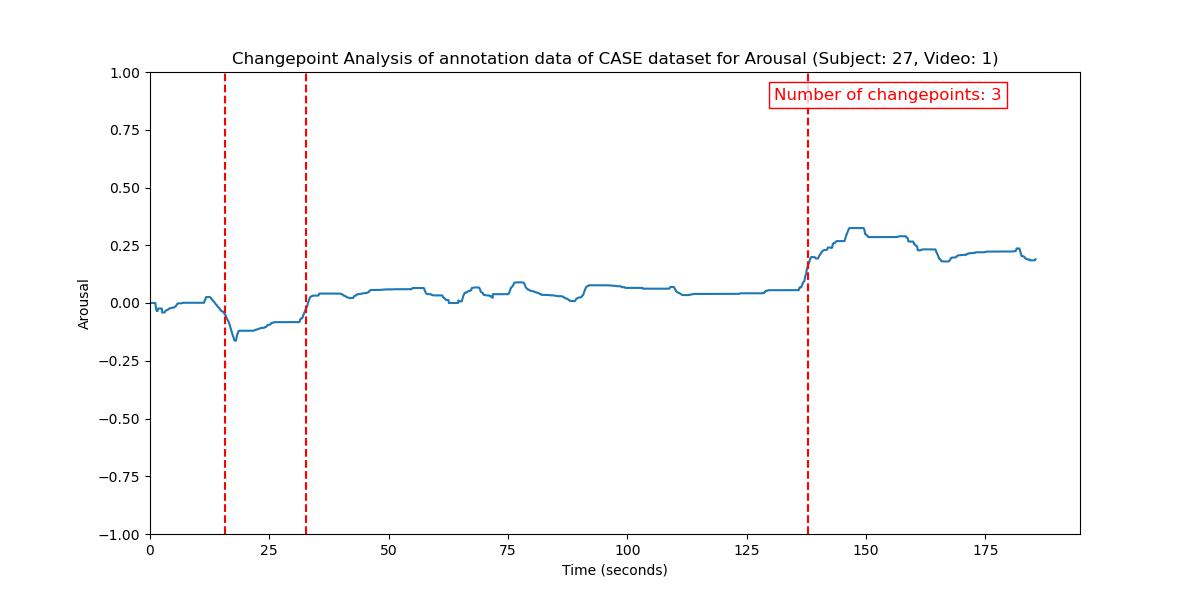 Changepoint Analysis of annotation data of CASE dataset for Arousal (Subject: 27, Video: 1)
Number of changepoints: 3
1.00
0.75
0.50
0.25
0.00
−0.25
−0.50
−0.75
−1.00
Arousal
0 25 50 75 100 125 150 175
Time (seconds)